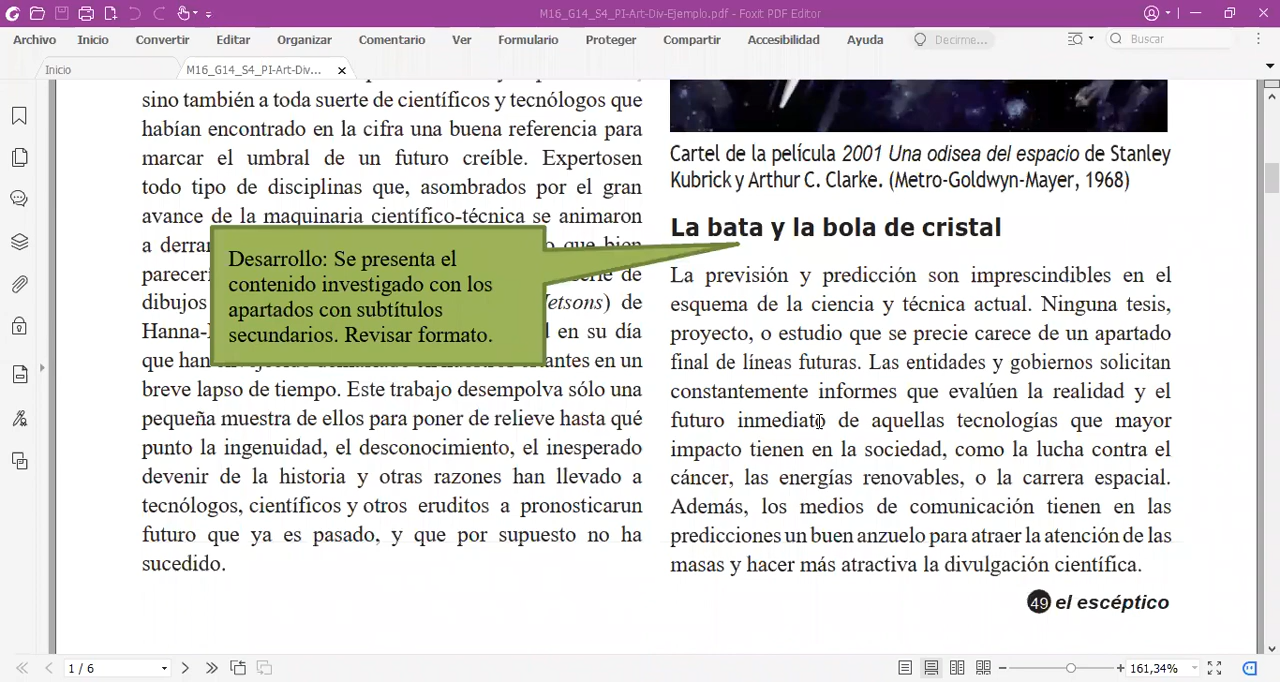 M16_G14_S4_PI-Art-Div-Ejemplo.pdf - Foxit PDF Editor
Archivo Inicio Convertir Editar Organizar Comentario Ver Formulario Proteger Compartir Accesibilidad Ayuda Decirme... Buscar
Inicio M16_G14_S4_PI-Art-Div...
sino también a toda suerte de científicos y tecnólogos que
habían encontrado en la cifra una buena referencia para
marcar el umbral de un futuro creíble. Expertosen
todo tipo de disciplinas que, asombrados por el gran
avance de la maquinaria científico-técnica se animaron
a
que bien
de
dibujos
de
en su día
que han
en un
breve lapso de tiempo. Este trabajo desempolva sólo una
pequeña muestra de ellos para poner de relieve hasta qué
punto la ingenuidad, el desconocimiento, el inesperado
devenir de la historia y otras razones han llevado a
tecnólogos, científicos y otros eruditos a pronosticarun
futuro que ya es pasado, y que por supuesto no ha
sucedido.
Desarrollo: Se presenta el
contenido investigado con los
apartados con subtítulos
secundarios. Revisar formato.
Cartel de la película 2001 Una odisea del espacio de Stanley
Kubrick y Arthur C. Clarke. (Metro-Goldwyn-Mayer, 1968)
La bata y la bola de cristal
La previsión y predicción son imprescindibles en el
esquema de la ciencia y técnica actual. Ninguna tesis,
proyecto, o estudio que se precie carece de un apartado
final de líneas futuras. Las entidades y gobiernos solicitan
constantemente informes que evalúen la realidad y el
futuro inmediato de aquellas tecnologías que mayor
impacto tienen en la sociedad, como la lucha contra el
cáncer, las energías renovables, o la carrera espacial.
Además, los medios de comunicación tienen en las
predicciones un buen anzuelo para atraer la atención de las
masas y hacer más atractiva la divulgación científica.
49 el escéptico
1 / 6 161,34%